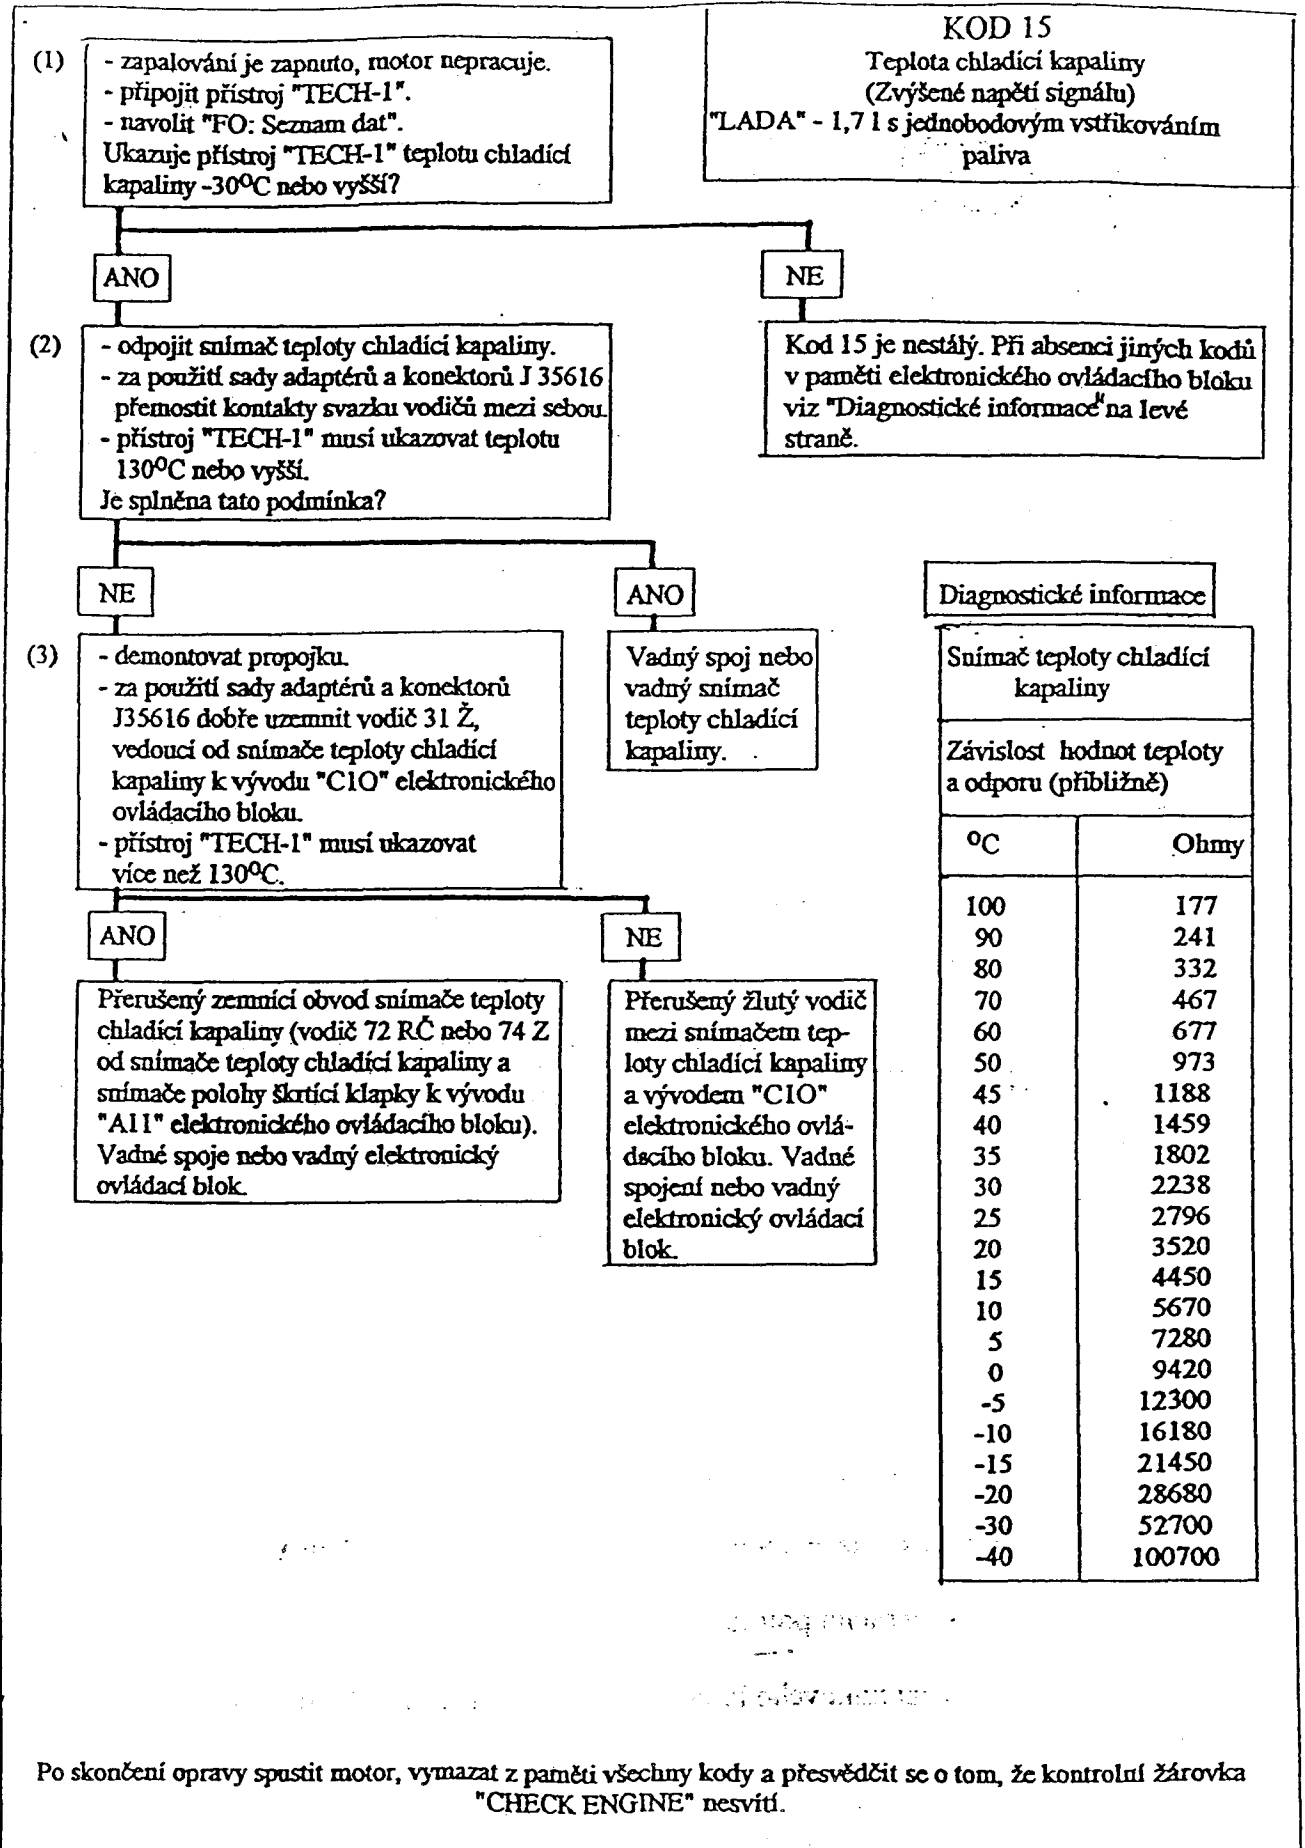 KOD 15
Teplota chladící kapaliny
(Zvýšené napětí signálu)
"LADA" - 1,7 l s jednobodovým vstřikováním
paliva
(1)
- zapalování je zapnuto, motor nepracuje.
- připojit přístroj "TECH-1".
- navolit "FO: Seznam dat".
Ukazuje přístroj "TECH-1" teplotu chladící
kapaliny -30°C nebo vyšší?
ANO
NE
(2)
- odpojit snímač teploty chladící kapaliny.
- za použití sady adaptérů a konektorů J 35616
přemostit kontakty svazku vodičů mezi sebou.
- přístroj "TECH-1" musí ukazovat teplotu
130°C nebo vyšší.
Je splněna tato podmínka?
Kod 15 je nestálý. Při absenci jiných kodů
v paměti elektronického ovládacího bloku
viz "Diagnostické informace" na levé
straně.
NE
ANO
(3)
- demontovat propojku.
- za použití sady adaptérů a konektorů
J35616 dobře uzemnit vodič 31 Ž,
vedoucí od snímače teploty chladící
kapaliny k vývodu "C1O" elektronického
ovládacího bloku.
- přístroj "TECH-1" musí ukazovat
více než 130°C.
Vadný spoj nebo
vadný snímač
teploty chladící
kapaliny.
ANO
NE
Přerušený zemnící obvod snímače teploty
chladící kapaliny (vodič 72 RČ nebo 74 Z
od snímače teploty chladící kapaliny a
snímače polohy škrtící klapky k vývodu
"A11" elektronického ovládacího bloku).
Vadné spoje nebo vadný elektronický
ovládací blok.
Přerušený žlutý vodič
mezi snímačem tep-
loty chladící kapaliny
a vývodem "C1O"
elektronického ovlá-
dscího bloku. Vadné
spojení nebo vadný
elektronický ovládací
blok.
Diagnostické informace
Snímač teploty chladící
kapaliny
Závislost hodnot teploty
a odporu (přibližně)
°C Ohmy
100 177
90 241
80 332
70 467
60 677
50 973
45 1188
40 1459
35 1802
30 2238
25 2796
20 3520
15 4450
10 5670
5 7280
0 9420
-5 12300
-10 16180
-15 21450
-20 28680
-30 52700
-40 100700
Po skončení opravy spustit motor, vymazat z paměti všechny kody a přesvědčit se o tom, že kontrolní žárovka
"CHECK ENGINE" nesvítí.